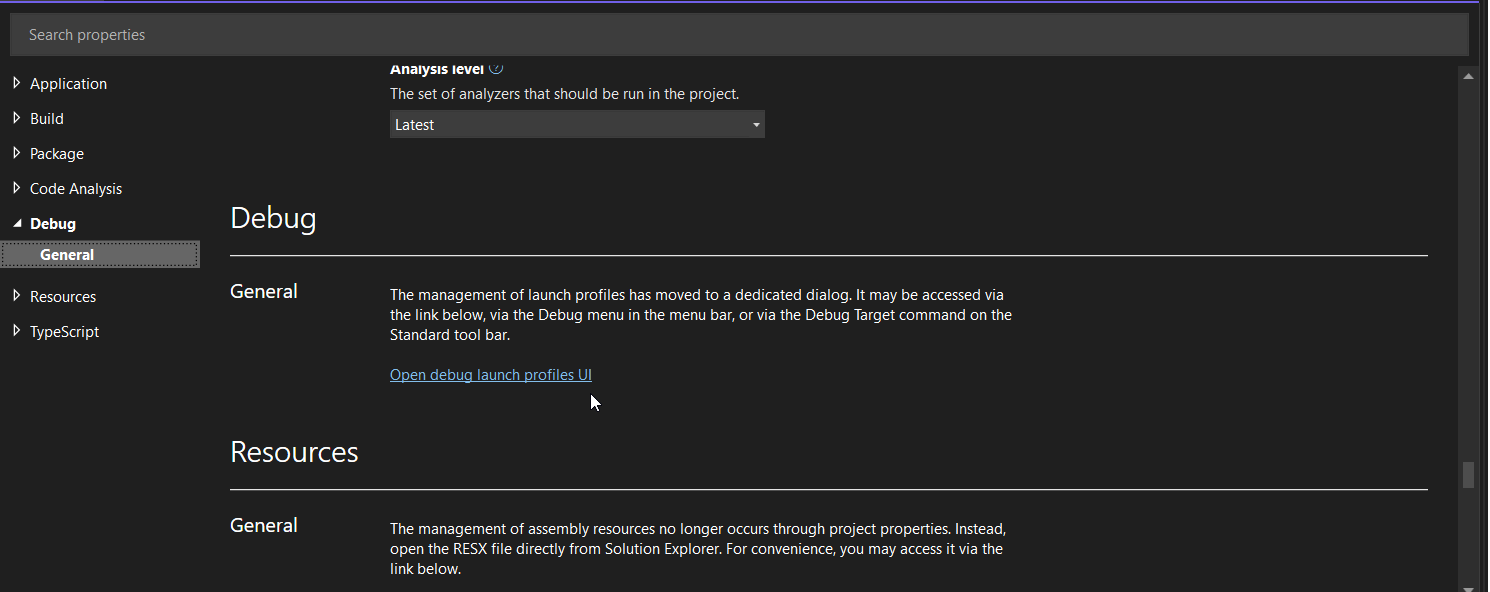 Search properties
Application
Build
Package
Code Analysis
Debug
General
Resources
TypeScript
Analysis level
The set of analyzers that should be run in the project.
Latest
Debug
General
The management of launch profiles has moved to a dedicated dialog. It may be accessed via
the link below, via the Debug menu in the menu bar, or via the Debug Target command on the
Standard tool bar.
Open debug launch profiles UI
Resources
General
The management of assembly resources no longer occurs through project properties. Instead,
open the RESX file directly from Solution Explorer. For convenience, you may access it via the
link below.